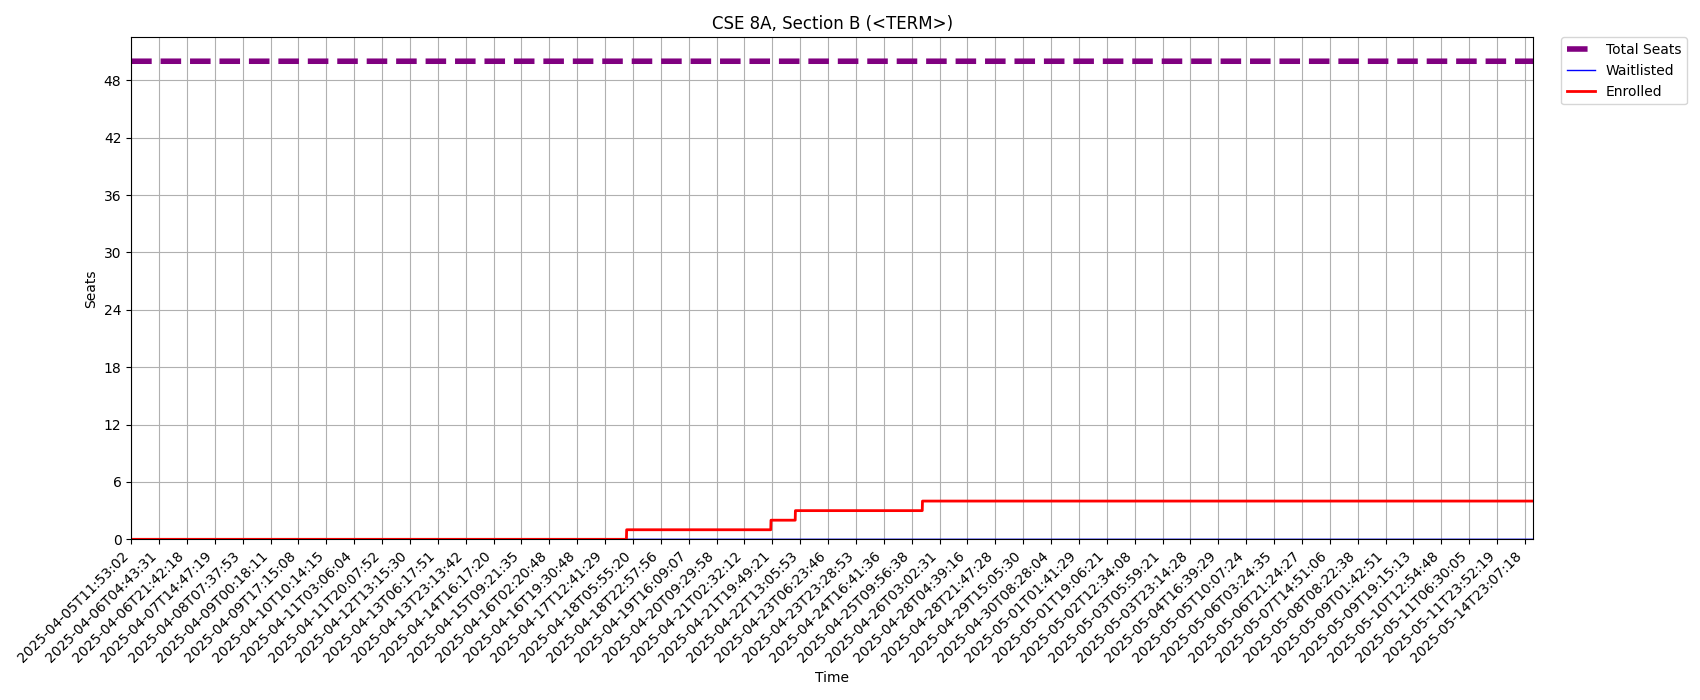 CSE 8A, Section B (<TERM>)
Total Seats
Waitlisted
Enrolled
Seats
48
42
36
30
24
18
12
6
0
2025-04-05T11:53:02
2025-04-06T04:43:31
2025-04-06T21:42:18
2025-04-07T14:47:19
2025-04-08T07:37:53
2025-04-09T00:18:11
2025-04-09T17:15:08
2025-04-10T10:14:15
2025-04-11T03:06:04
2025-04-11T20:07:52
2025-04-12T13:15:30
2025-04-13T06:17:51
2025-04-13T23:13:42
2025-04-14T16:17:20
2025-04-15T09:21:35
2025-04-16T02:20:48
2025-04-16T19:30:48
2025-04-17T12:41:29
2025-04-18T05:55:20
2025-04-18T22:57:56
2025-04-19T16:09:07
2025-04-20T09:29:58
2025-04-21T02:32:12
2025-04-21T19:49:21
2025-04-22T13:05:53
2025-04-23T06:23:46
2025-04-23T23:28:53
2025-04-24T16:41:36
2025-04-25T09:56:38
2025-04-26T03:02:31
2025-04-28T04:39:16
2025-04-28T21:47:28
2025-04-29T15:05:30
2025-04-30T08:28:04
2025-05-01T01:41:29
2025-05-01T19:06:21
2025-05-02T12:34:08
2025-05-03T05:59:21
2025-05-03T23:14:28
2025-05-04T16:39:29
2025-05-05T10:07:24
2025-05-06T03:24:35
2025-05-06T21:24:27
2025-05-07T14:51:06
2025-05-08T08:22:38
2025-05-09T01:42:51
2025-05-09T19:15:13
2025-05-10T12:54:48
2025-05-11T06:30:05
2025-05-11T23:52:19
2025-05-14T23:07:18
Time